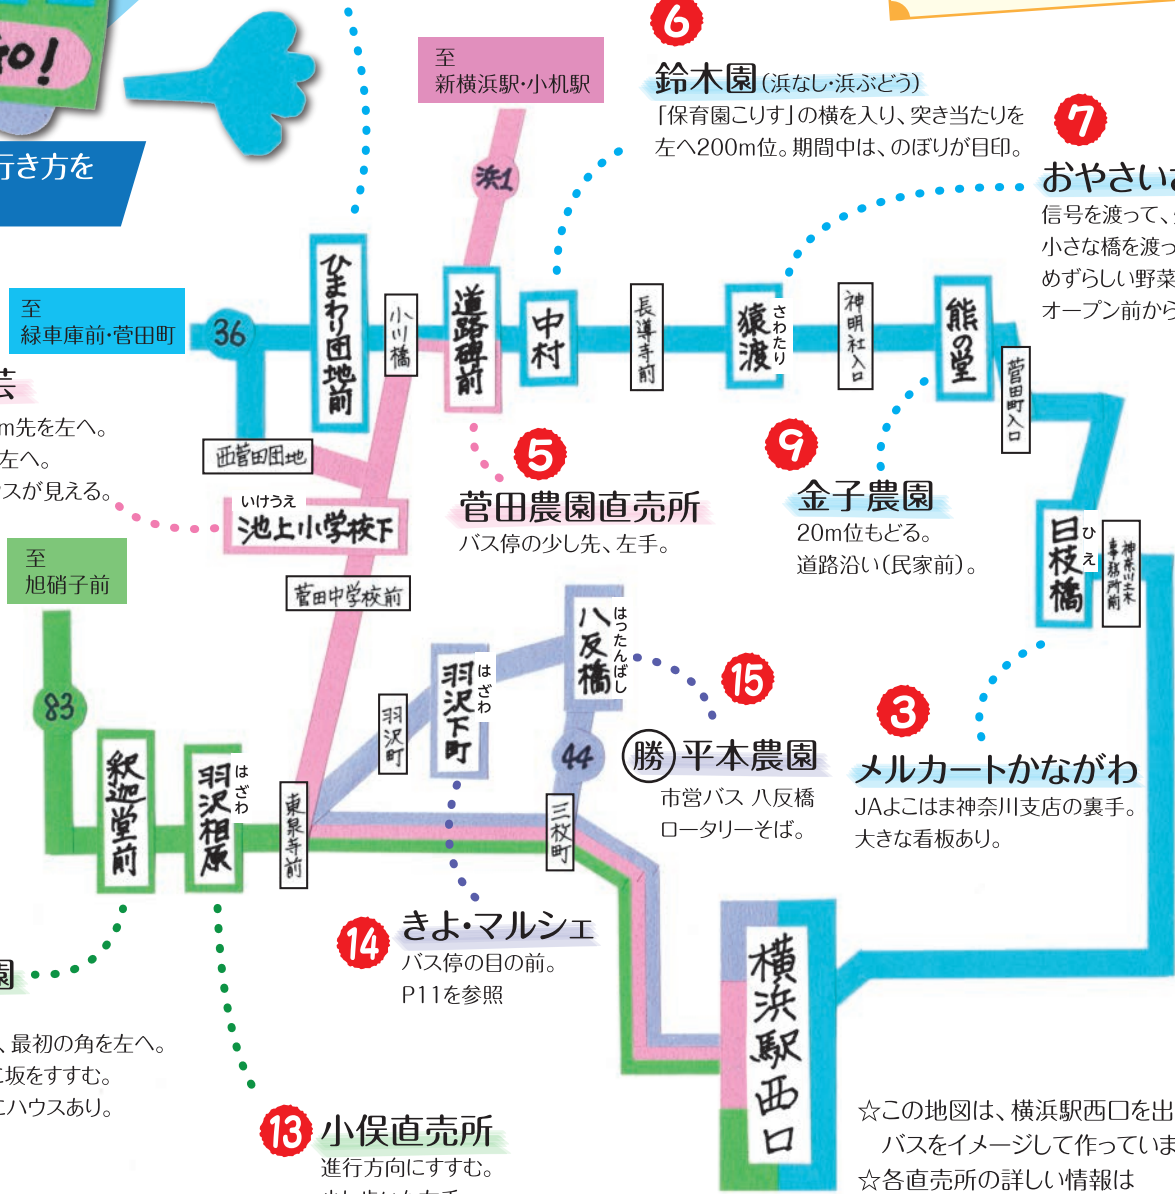 GO!
行き方を
至
新横浜駅・小机駅
浜1
6
鈴木園(浜なし・浜ぶどう)
「保育園こりす」の横を入り、突き当たりを
左へ200m位。期間中は、のぼりが目印。
7
おやさい
信号を渡って、
小さな橋を渡っ
めずらしい野菜
オープン前から
至
緑車庫前・菅田町
36
ひまわり団地前
小川橋
道路碑前
中村
長導寺前
猿渡
さわたり
神明社入口
熊の堂
菅田町入口
芸
m先を左へ。
左へ。
スが見える。
西菅田団地
いけうえ
池上小学校下
5
菅田農園直売所
バス停の少し先、左手。
9
金子農園
20m位もどる。
道路沿い(民家前)。
日枝橋
ひえ
神奈川土木
事務所前
至
旭硝子前
菅田中学校前
83
八反橋
はったんばし
羽沢下町
はざわ
羽沢町
44
15
勝 平本農園
市営バス 八反橋
ロータリーそば。
3
メルカートかながわ
JAよこはま神奈川支店の裏手。
大きな看板あり。
釈迦堂前
羽沢相原
はざわ
東泉寺前
三枚町
14
きよ・マルシェ
バス停の目の前。
P11を参照
横浜駅西口
園
、最初の角を左へ。
に坂をすすむ。
にハウスあり。
13
小俣直売所
進行方向にすすむ。
☆この地図は、横浜駅西口を出
バスをイメージして作っていま
☆各直売所の詳しい情報は